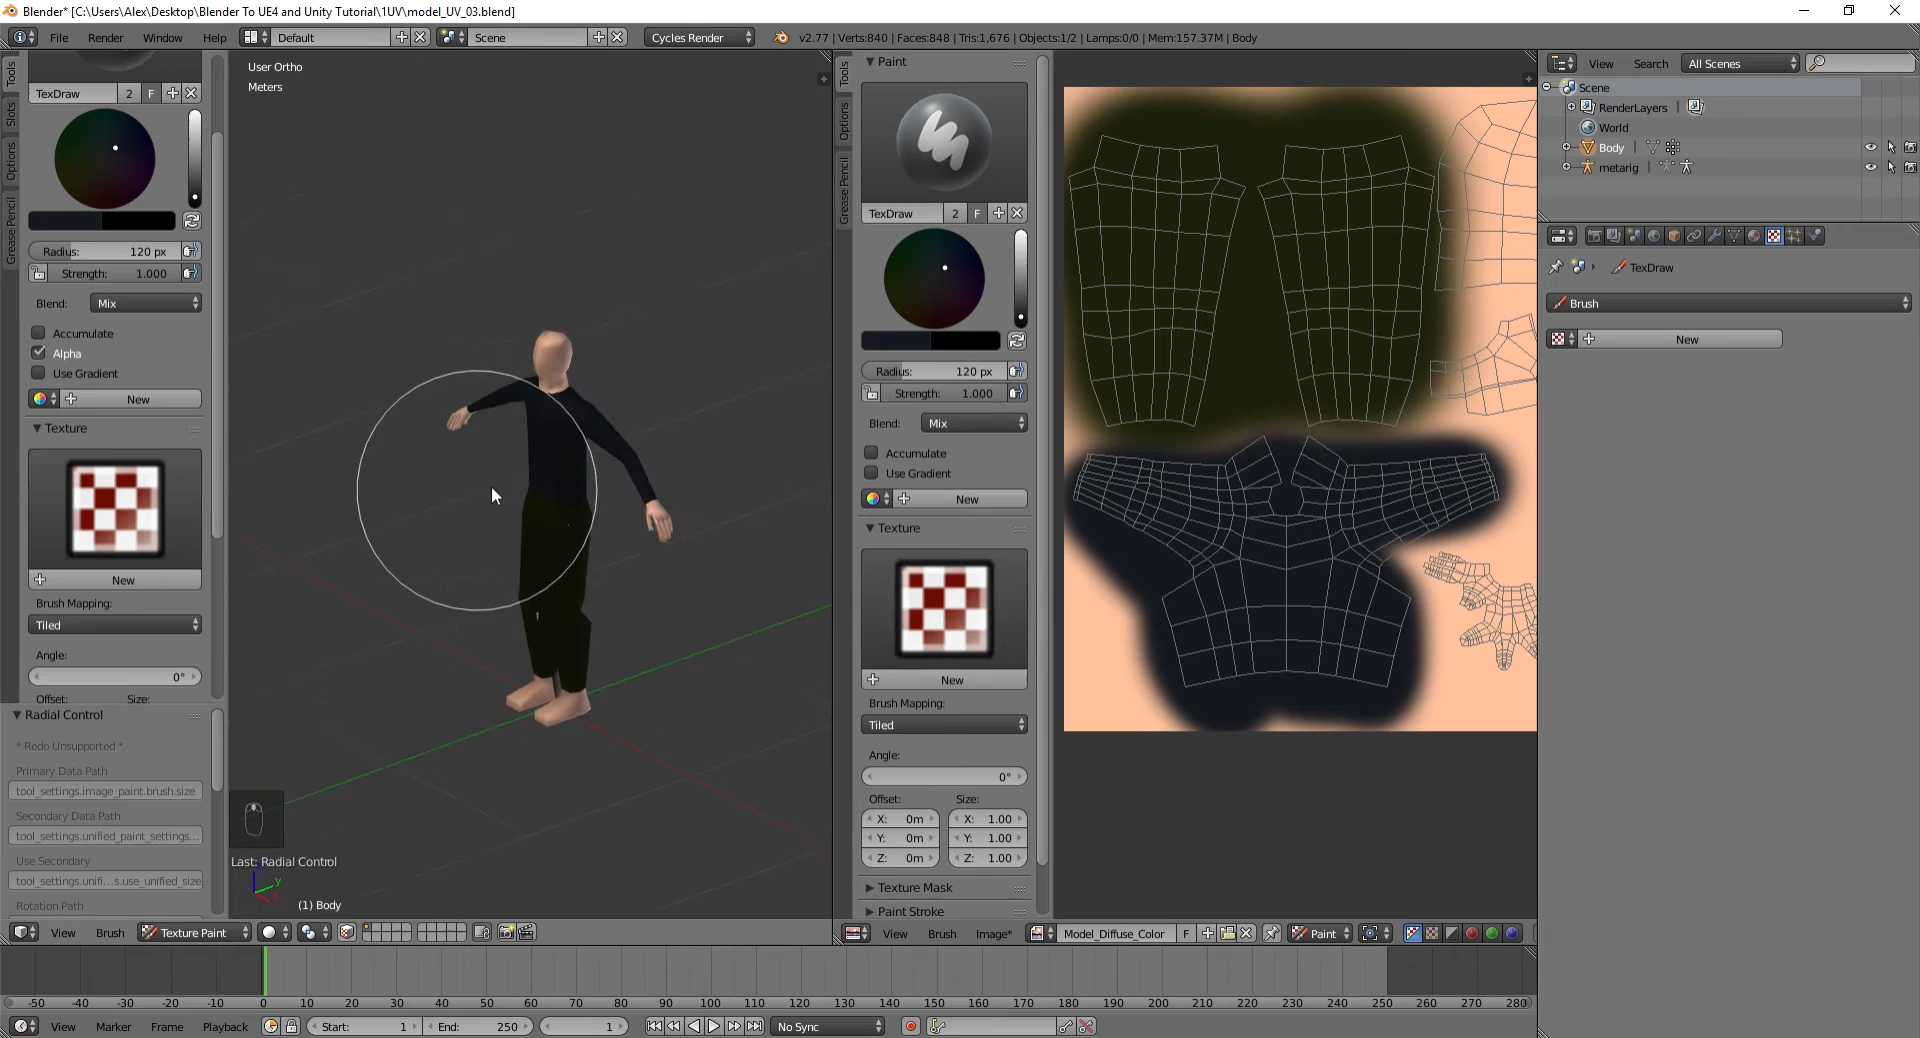 Blender* [C:\Users\Alex\Desktop\Blender To UE4 and Unity Tutorial\1UV\model_UV_03.blend]
File Render Window Help Default Scene Cycles Render v2.77 | Verts:840 | Faces:848 | Tris:1,676 | Objects:1/2 | Lamps:0/0 | Mem:157.37M | Body
Tools
Slots
Options
Grease Pencil
TexDraw 2 F
Radius: 120 px
Strength: 1.000
Blend: Mix
Accumulate
Alpha
Use Gradient
New
Texture
New
Brush Mapping:
Tiled
Angle:
0°
Offset: Size:
Radial Control
* Redo Unsupported *
Primary Data Path
tool_settings.image_paint.brush.size
Secondary Data Path
tool_settings.unified_paint_settings...
Use Secondary
tool_settings.unifi...s.use_unified_size
Rotation Path
User Ortho
Meters
Last: Radial Control
y
(1) Body
View Brush Texture Paint
Tools
Options
Grease Pencil
Paint
TexDraw 2 F
Radius: 120 px
Strength: 1.000
Blend: Mix
Accumulate
Use Gradient
New
Texture
New
Brush Mapping:
Tiled
Angle:
0°
Offset: Size:
X: 0m X: 1.00
Y: 0m Y: 1.00
Z: 0m Z: 1.00
Texture Mask
Paint Stroke
View Brush Image* Model_Diffuse_Color F Paint
View Search All Scenes
Scene
RenderLayers |
World
Body |
metarig |
TexDraw
Brush
New
-50 -40 -30 -20 -10 0 10 20 30 40 50 60 70 80 90 100 110 120 130 140 150 160 170 180 190 200 210 220 230 240 250 260 270 280
View Marker Frame Playback Start: 1 End: 250 1 No Sync